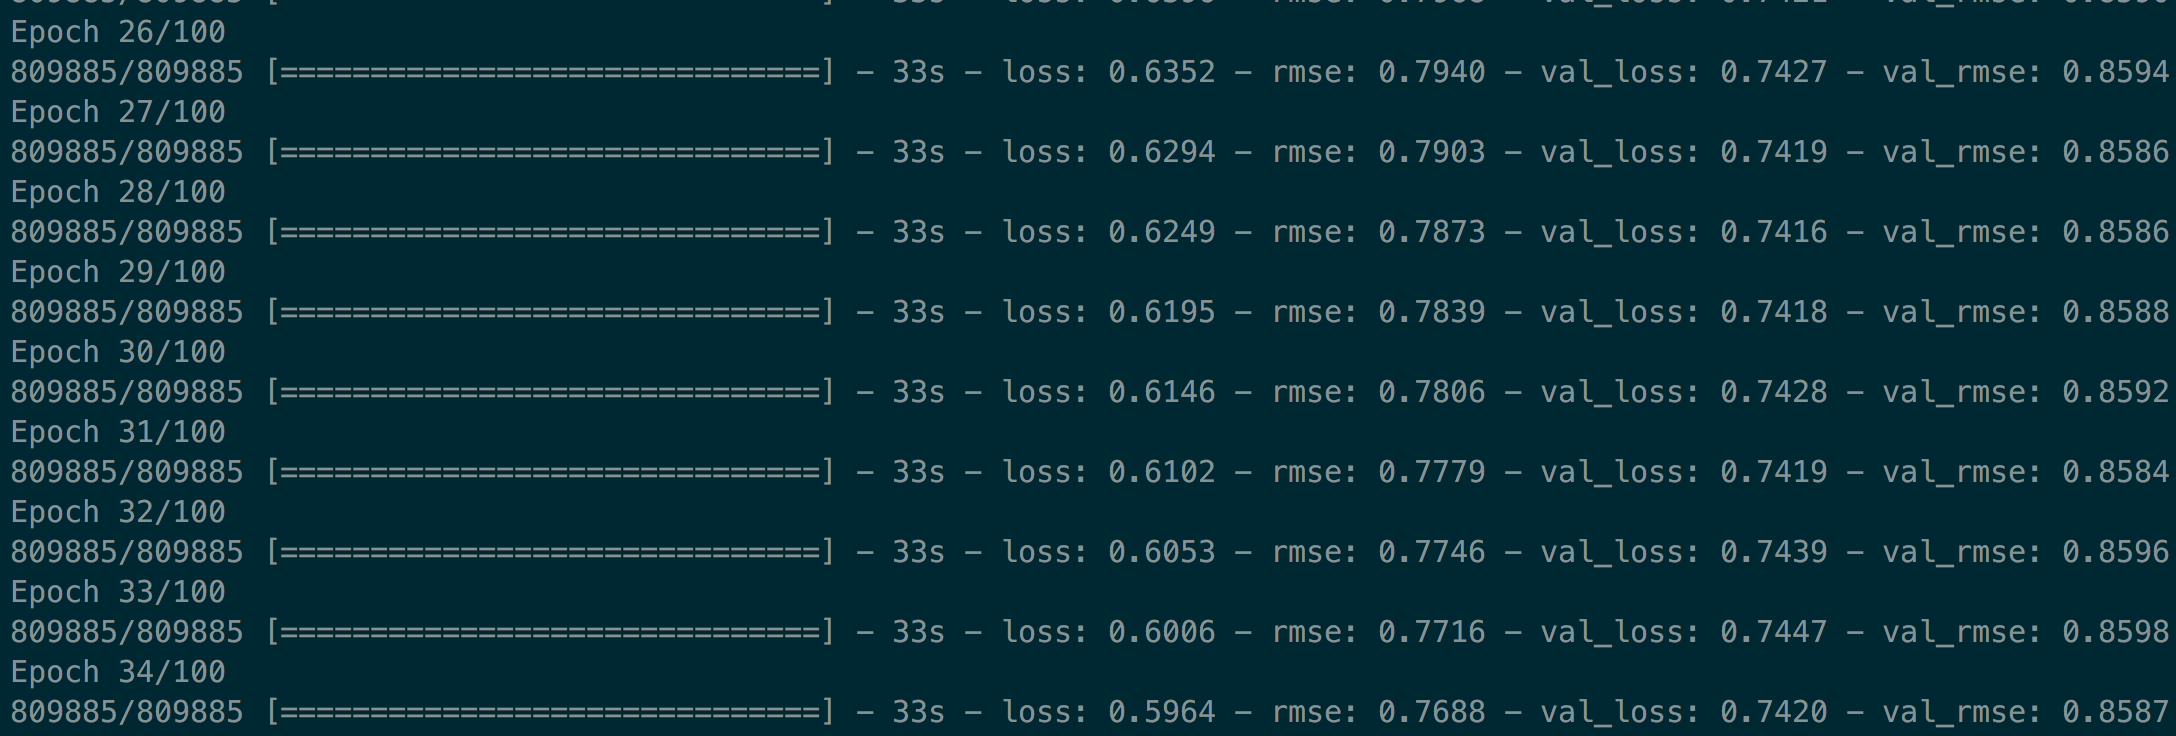 Epoch 26/100
809885/809885 [==============================] - 33s - loss: 0.6352 - rmse: 0.7940 - val_loss: 0.7427 - val_rmse: 0.8594
Epoch 27/100
809885/809885 [==============================] - 33s - loss: 0.6294 - rmse: 0.7903 - val_loss: 0.7419 - val_rmse: 0.8586
Epoch 28/100
809885/809885 [==============================] - 33s - loss: 0.6249 - rmse: 0.7873 - val_loss: 0.7416 - val_rmse: 0.8586
Epoch 29/100
809885/809885 [==============================] - 33s - loss: 0.6195 - rmse: 0.7839 - val_loss: 0.7418 - val_rmse: 0.8588
Epoch 30/100
809885/809885 [==============================] - 33s - loss: 0.6146 - rmse: 0.7806 - val_loss: 0.7428 - val_rmse: 0.8592
Epoch 31/100
809885/809885 [==============================] - 33s - loss: 0.6102 - rmse: 0.7779 - val_loss: 0.7419 - val_rmse: 0.8584
Epoch 32/100
809885/809885 [==============================] - 33s - loss: 0.6053 - rmse: 0.7746 - val_loss: 0.7439 - val_rmse: 0.8596
Epoch 33/100
809885/809885 [==============================] - 33s - loss: 0.6006 - rmse: 0.7716 - val_loss: 0.7447 - val_rmse: 0.8598
Epoch 34/100
809885/809885 [==============================] - 33s - loss: 0.5964 - rmse: 0.7688 - val_loss: 0.7420 - val_rmse: 0.8587